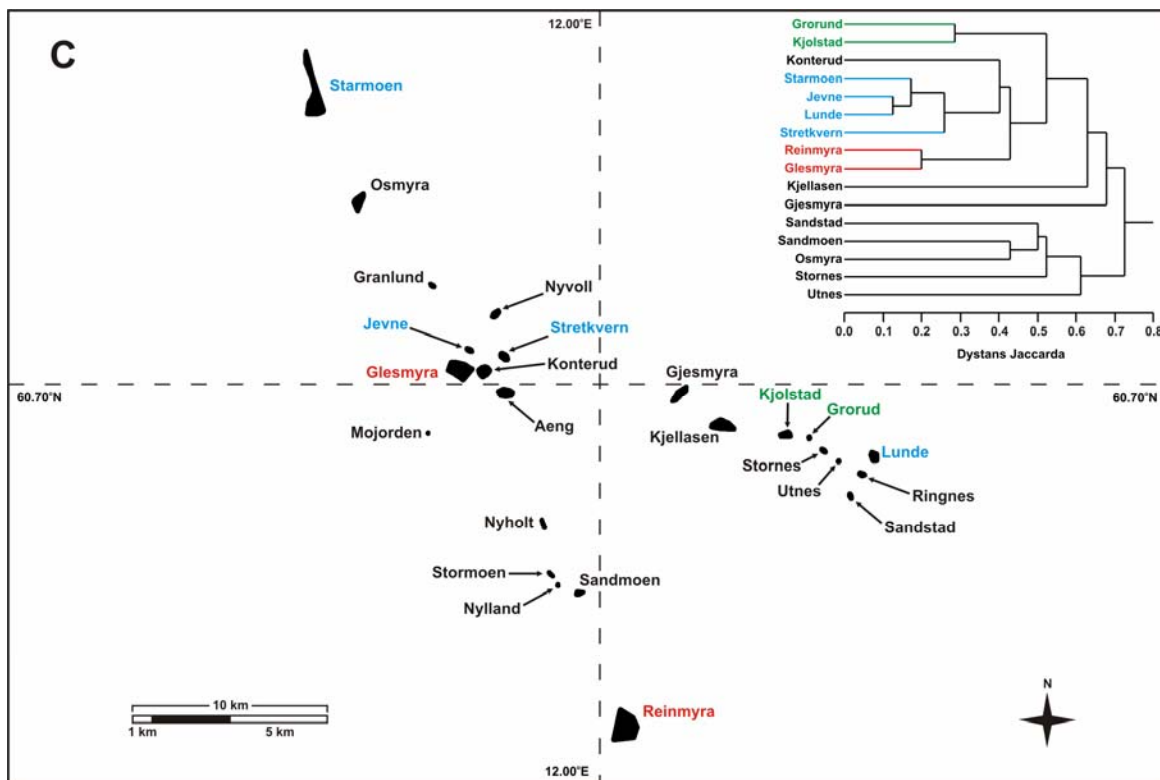 C
12.00°E
Starmoen
Osmyra
Granlund
Nyvoll
Jevne
Stretkvern
Glesmyra
Konterud
60.70°N
Aeng
Mojorden
Gjesmyra
Kjolstad
60.70°N
Grorud
Kjellasen
Lunde
Stornes
Utnes
Ringnes
Sandstad
Nyholt
Stormoen
Sandmoen
Nylland
Reinmyra
10 km
1 km 5 km
12.00°E
N
Grorund
Kjolstad
Konterud
Starmoen
Jevne
Lunde
Stretkvern
Reinmyra
Glesmyra
Kjellasen
Gjesmyra
Sandstad
Sandmoen
Osmyra
Stornes
Utnes
0.0 0.1 0.2 0.3 0.4 0.5 0.6 0.7 0.8
Dystans Jaccarda